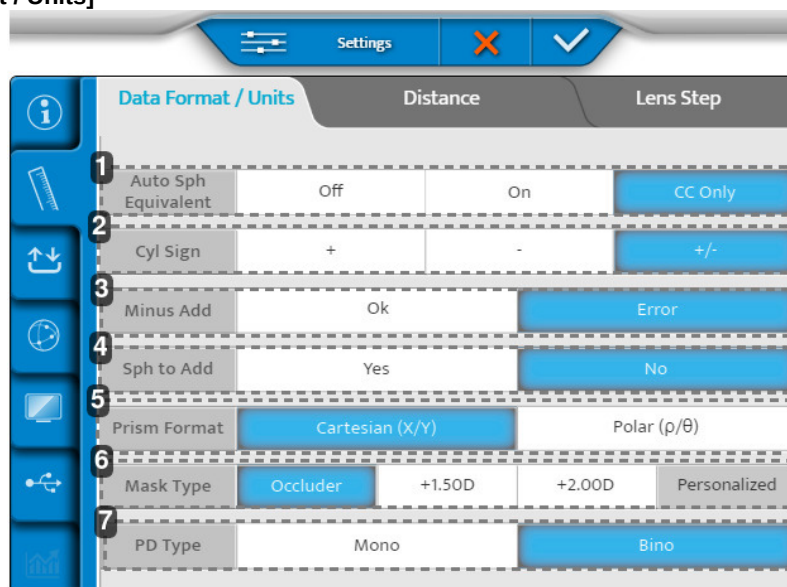 t / Units]
Settings
Data Format / Units
Distance
Lens Step
1
Auto Sph
Equivalent
Off
On
CC Only
2
Cyl Sign
+
-
+/-
3
Minus Add
Ok
Error
4
Sph to Add
Yes
No
5
Prism Format
Cartesian (X/Y)
Polar (ρ/θ)
6
Mask Type
Occluder
+1.50D
+2.00D
Personalized
7
PD Type
Mono
Bino